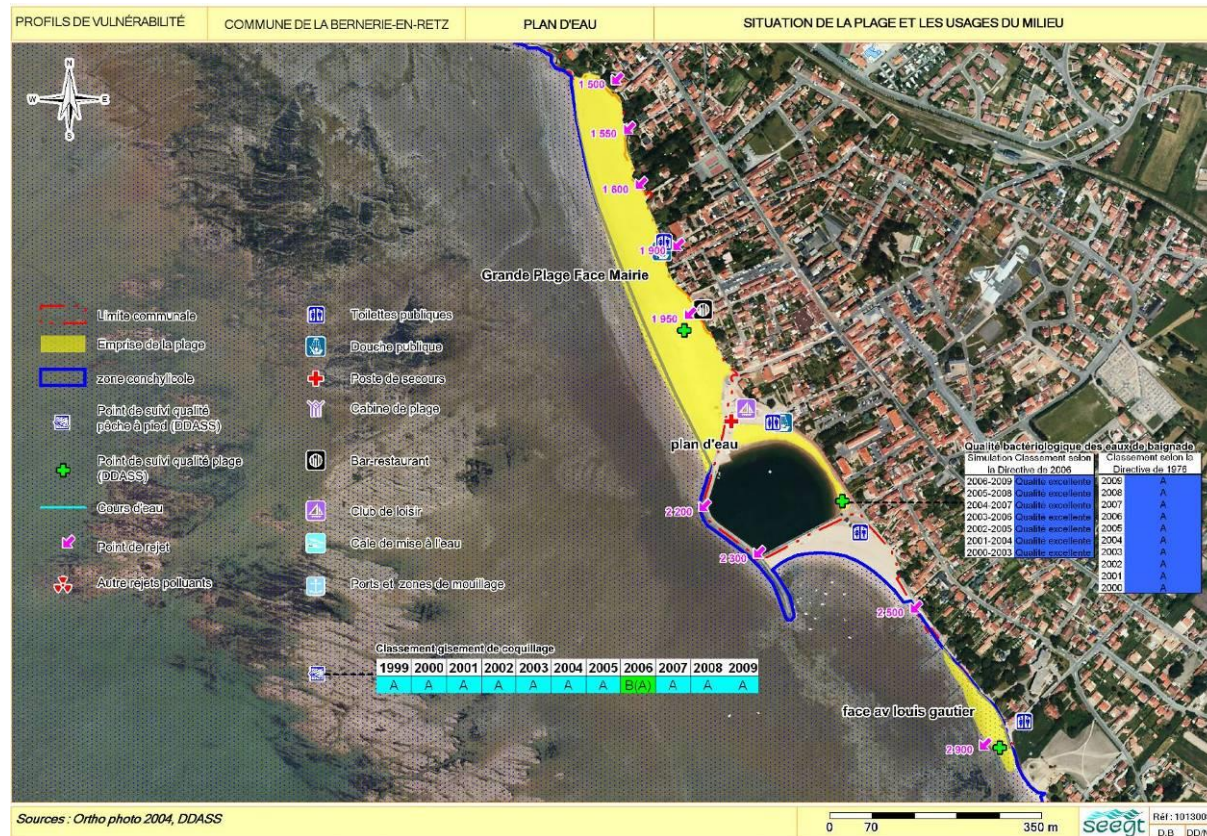 PROFILS DE VULNÉRABILITÉ
COMMUNE DE LA BERNERIE-EN-RETZ
PLAN D'EAU
SITUATION DE LA PLAGE ET LES USAGES DU MILIEU
N
W E
S
1 500
1 550
1 600
1 900
Grande Plage Face Mairie
1 950
plan d'eau
2 200
2 300
2 500
face av louis gautier
2 900
Limite communale
Emprise de la plage
zone conchylicole
Point de suivi qualité
pêche à pied (DDASS)
Point de suivi qualité plage
(DDASS)
Cours d'eau
Point de rejet
Autre rejets polluants
Toilettes publiques
Douche publique
Poste de secours
Cabine de plage
Bar-restaurant
Club de loisir
Cale de mise à l'eau
Ports et zones de mouillage
Qualité bactériologique des eaux de baignade
Simulation Classement selon
la Directive de 2006
2006-2009 Qualité excellente
2005-2008 Qualité excellente
2004-2007 Qualité excellente
2003-2006 Qualité excellente
2002-2005 Qualité excellente
2001-2004 Qualité excellente
2000-2003 Qualité excellente
Classement selon la
Directive de 1976
2009 A
2008 A
2007 A
2006 A
2005 A
2004 A
2003 A
2002 A
2001 A
2000 A
Classement gisement de coquillage
1999 2000 2001 2002 2003 2004 2005 2006 2007 2008 2009
A A A A A A A B(A) A A A
Sources : Ortho photo 2004, DDASS
0 70 350 m
seegt
Réf : 101300
D.B